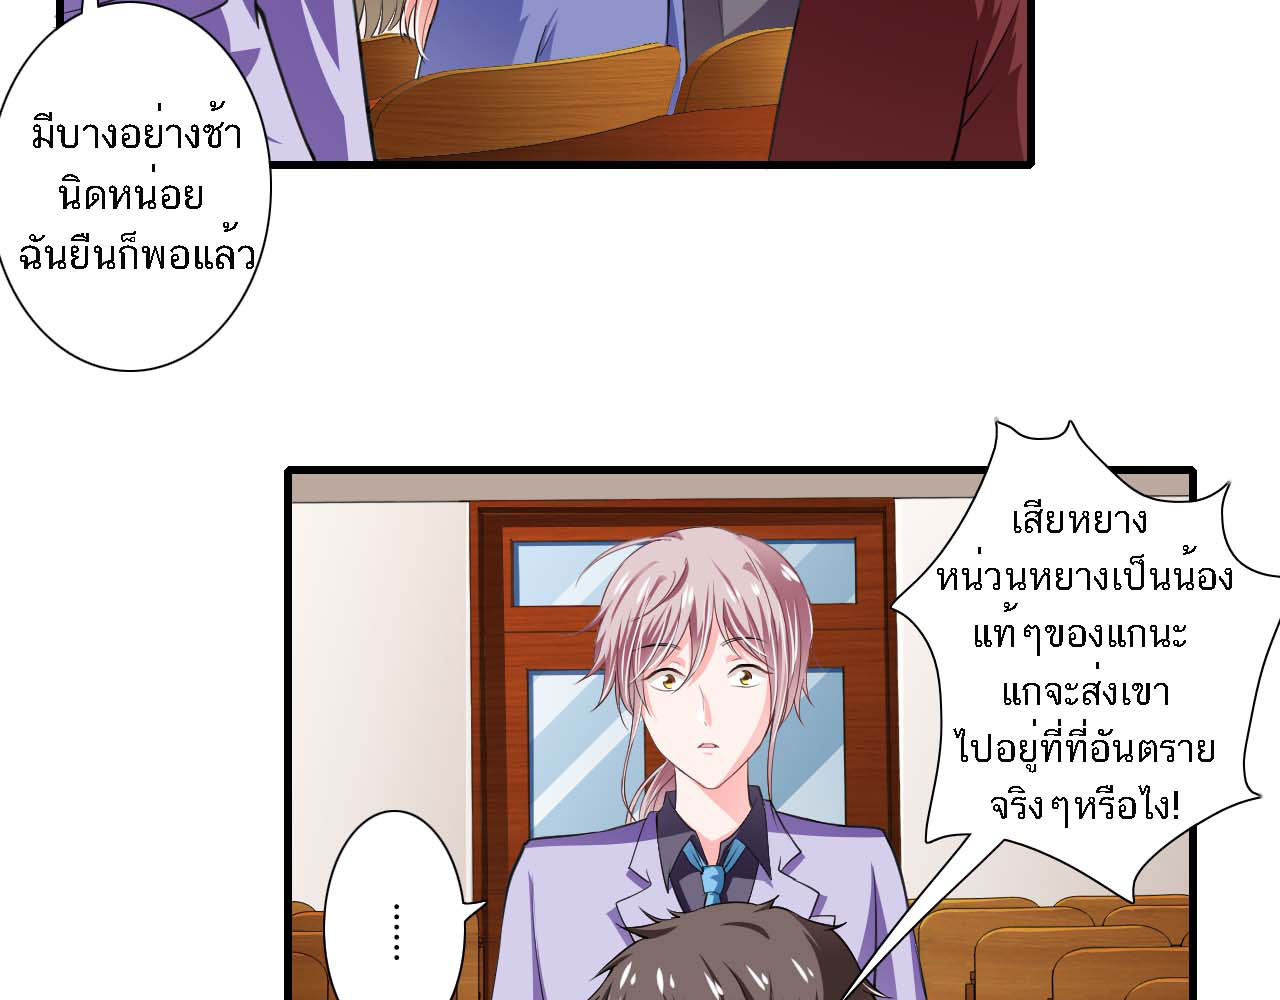 มีบางอย่างช้า
นิดหน่อย
ฉันยืนก็พอแล้ว
เสียหยาง
หน่วนหยางเป็นน้อง
แท้ๆของแกนะ
แกจะส่งเขา
ไปอยู่ที่ที่อันตราย
จริงๆหรือไง!
......